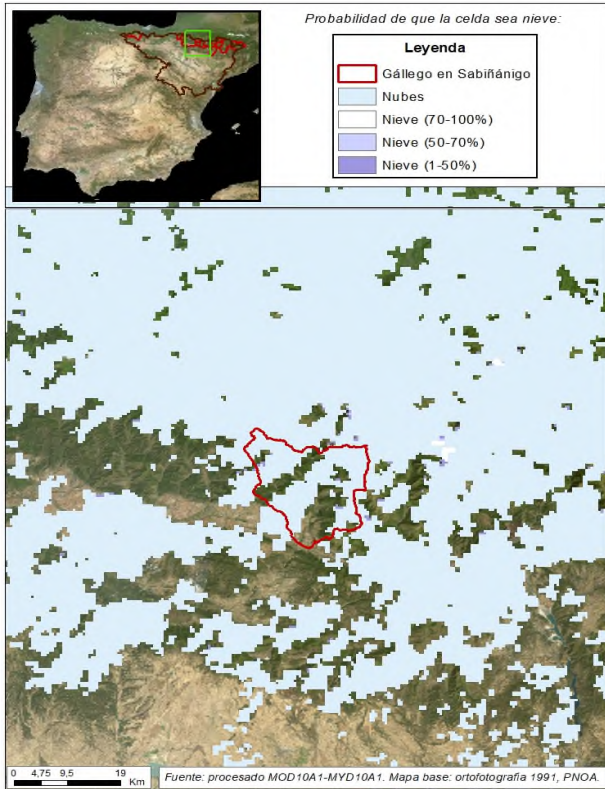 Probabilidad de que la celda sea nieve:
Leyenda
Gállego en Sabiñánigo
Nubes
Nieve (70-100%)
Nieve (50-70%)
Nieve (1-50%)
0 4,75 9,5 19
Km
Fuente: procesado MOD10A1-MYD10A1. Mapa base: ortofotografía 1991, PNOA.